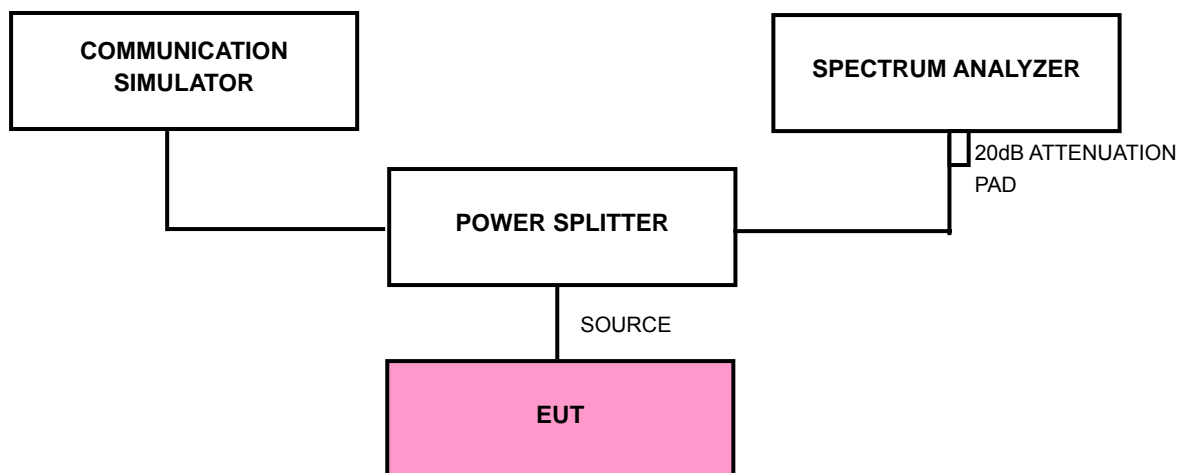 COMMUNICATION
SIMULATOR
SPECTRUM ANALYZER
20dB ATTENUATION
PAD
POWER SPLITTER
SOURCE
EUT